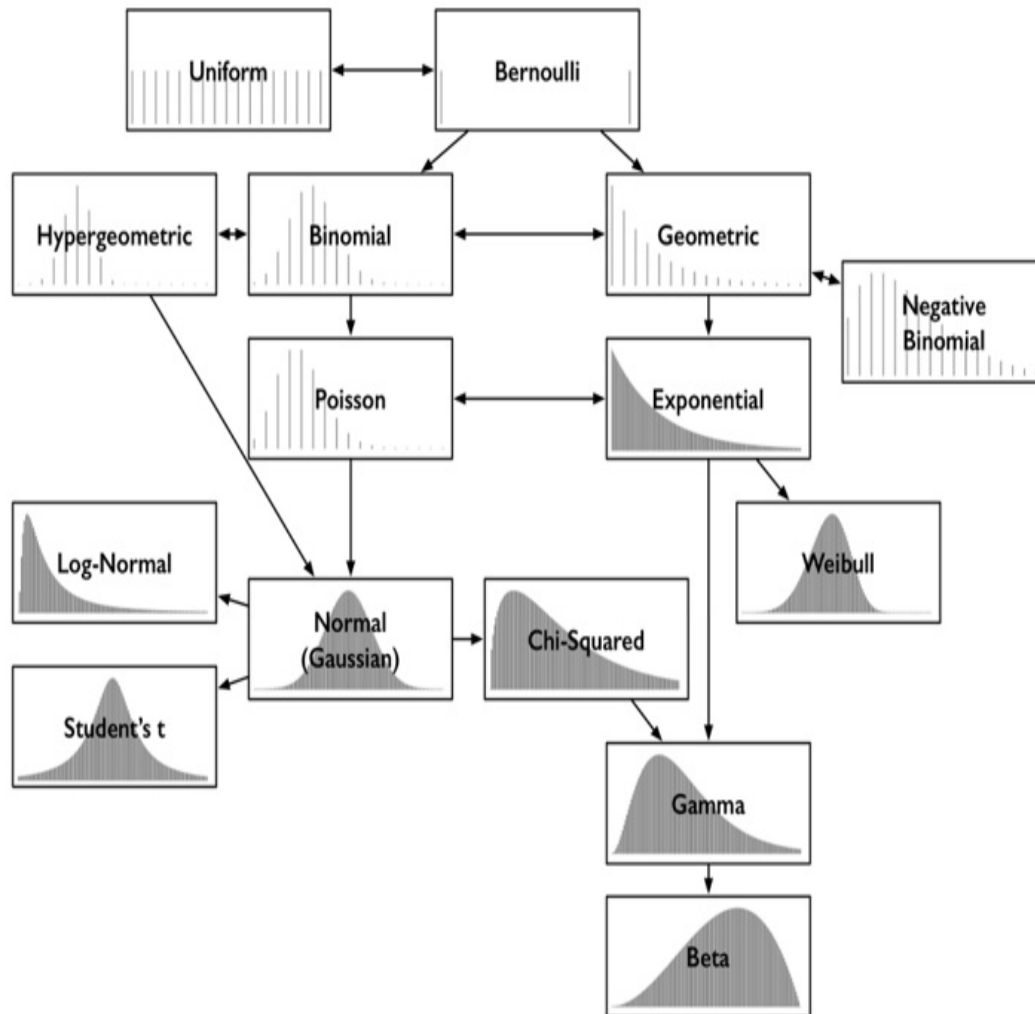 Uniform
Bernoulli
Hypergeometric
Binomial
Geometric
Negative
Binomial
Poisson
Exponential
Log-Normal
Weibull
Normal
(Gaussian)
Chi-Squared
Student's t
Gamma
Beta